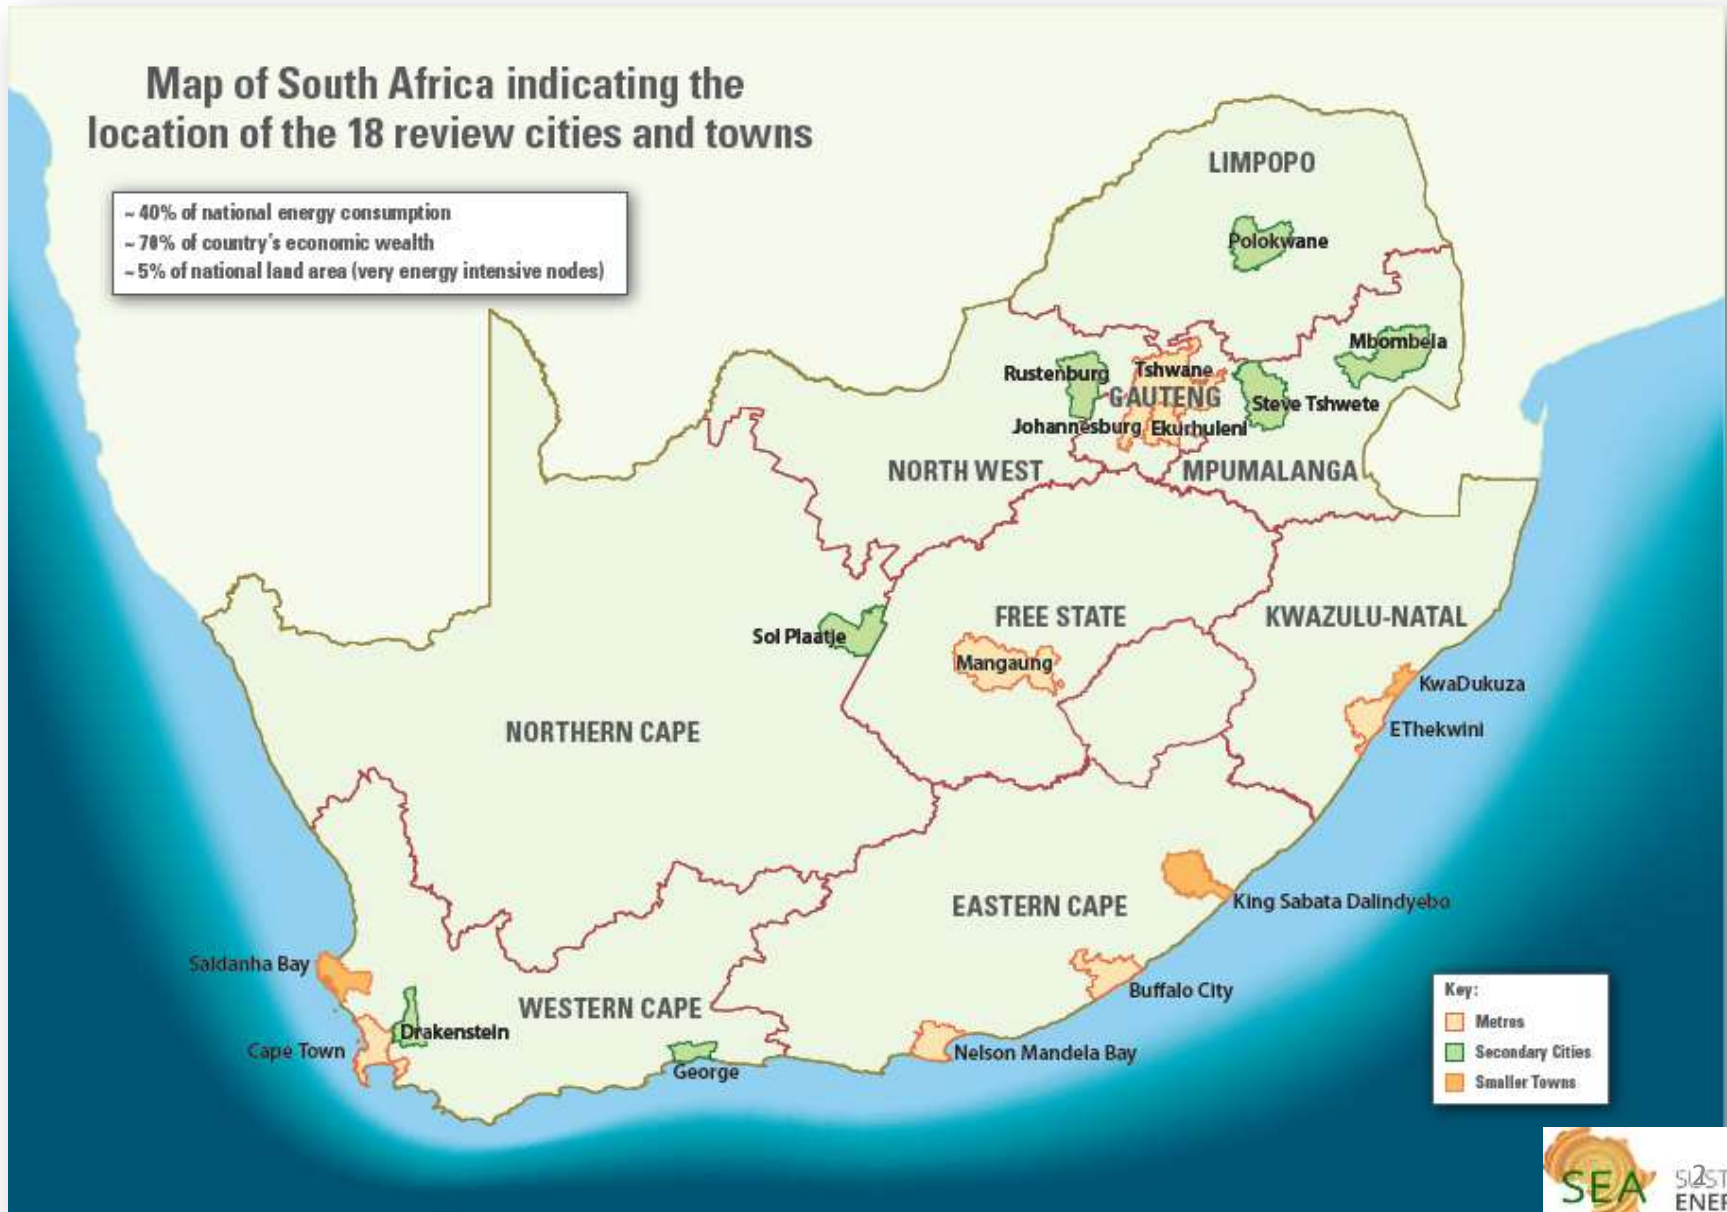 Map of South Africa indicating the
location of the 18 review cities and towns
~ 40% of national energy consumption
~ 70% of country's economic wealth
~ 5% of national land area (very energy intensive nodes)
LIMPOPO
Polokwane
Mbombela
Rustenburg
Tshwane
GAUTENG
Steve Tshwete
Johannesburg
Ekurhuleni
NORTH WEST
MPUMALANGA
Sol Plaatje
FREE STATE
KWAZULU-NATAL
Mangaung
KwaDukuza
EThekwini
NORTHERN CAPE
EASTERN CAPE
King Sabata Dalindyebo
Saldanha Bay
Buffalo City
WESTERN CAPE
Drakenstein
Cape Town
Nelson Mandela Bay
George
Key:
Metros
Secondary Cities
Smaller Towns
SEA
2